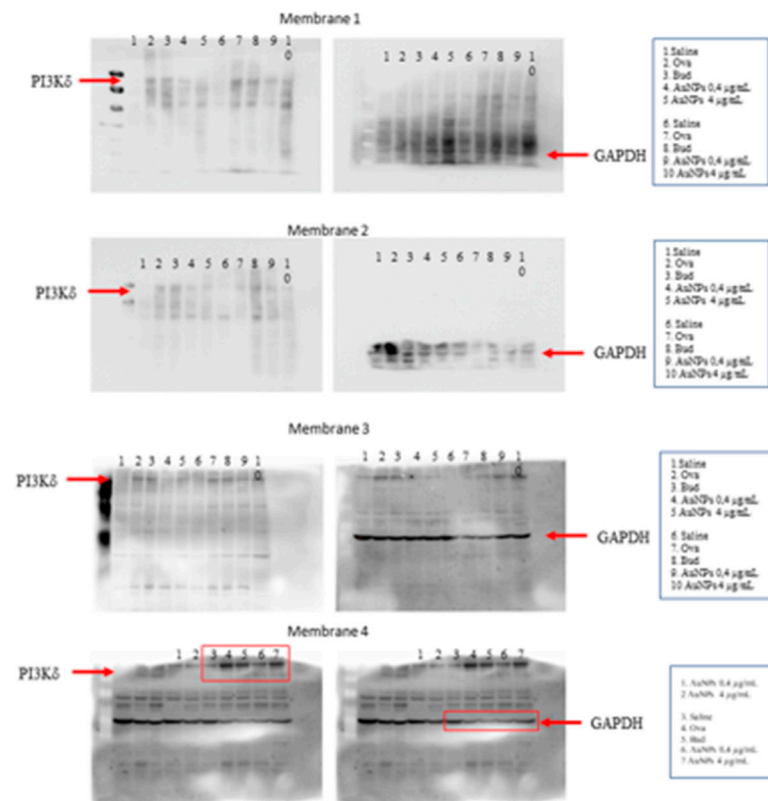 Membrane 1
1 2 3 4 5 6 7 8 9 10
1 2 3 4 5 6 7 8 9 10
PI3Kδ
GAPDH
1.Saline
2. Ova
3. Bud
4. AuNPs 0,4 µg/mL
5 AuNPs 4 µg/mL
6. Saline
7. Ova
8. Bud
9. AuNPs 0,4 µg/mL
10 AuNPs 4 µg/mL
Membrane 2
1 2 3 4 5 6 7 8 9 10
1 2 3 4 5 6 7 8 9 10
PI3Kδ
GAPDH
1.Saline
2. Ova
3. Bud
4. AuNPs 0,4 µg/mL
5 AuNPs 4 µg/mL
6. Saline
7. Ova
8. Bud
9. AuNPs 0,4 µg/mL
10 AuNPs 4 µg/mL
Membrane 3
1 2 3 4 5 6 7 8 9 10
1 2 3 4 5 6 7 8 9 10
PI3Kδ
GAPDH
1.Saline
2. Ova
3. Bud
4. AuNPs 0,4 µg/mL
5 AuNPs 4 µg/mL
6. Saline
7. Ova
8. Bud
9. AuNPs 0,4 µg/mL
10 AuNPs 4 µg/mL
Membrane 4
1 2 3 4 5 6 7
1 2 3 4 5 6 7
PI3Kδ
GAPDH
1. AuNPs 0,4 µg/mL
2 AuNPs 4 µg/mL
3. Saline
4. Ova
5. Bud
6. AuNPs 0,4 µg/mL
7 AuNPs 4 µg/mL